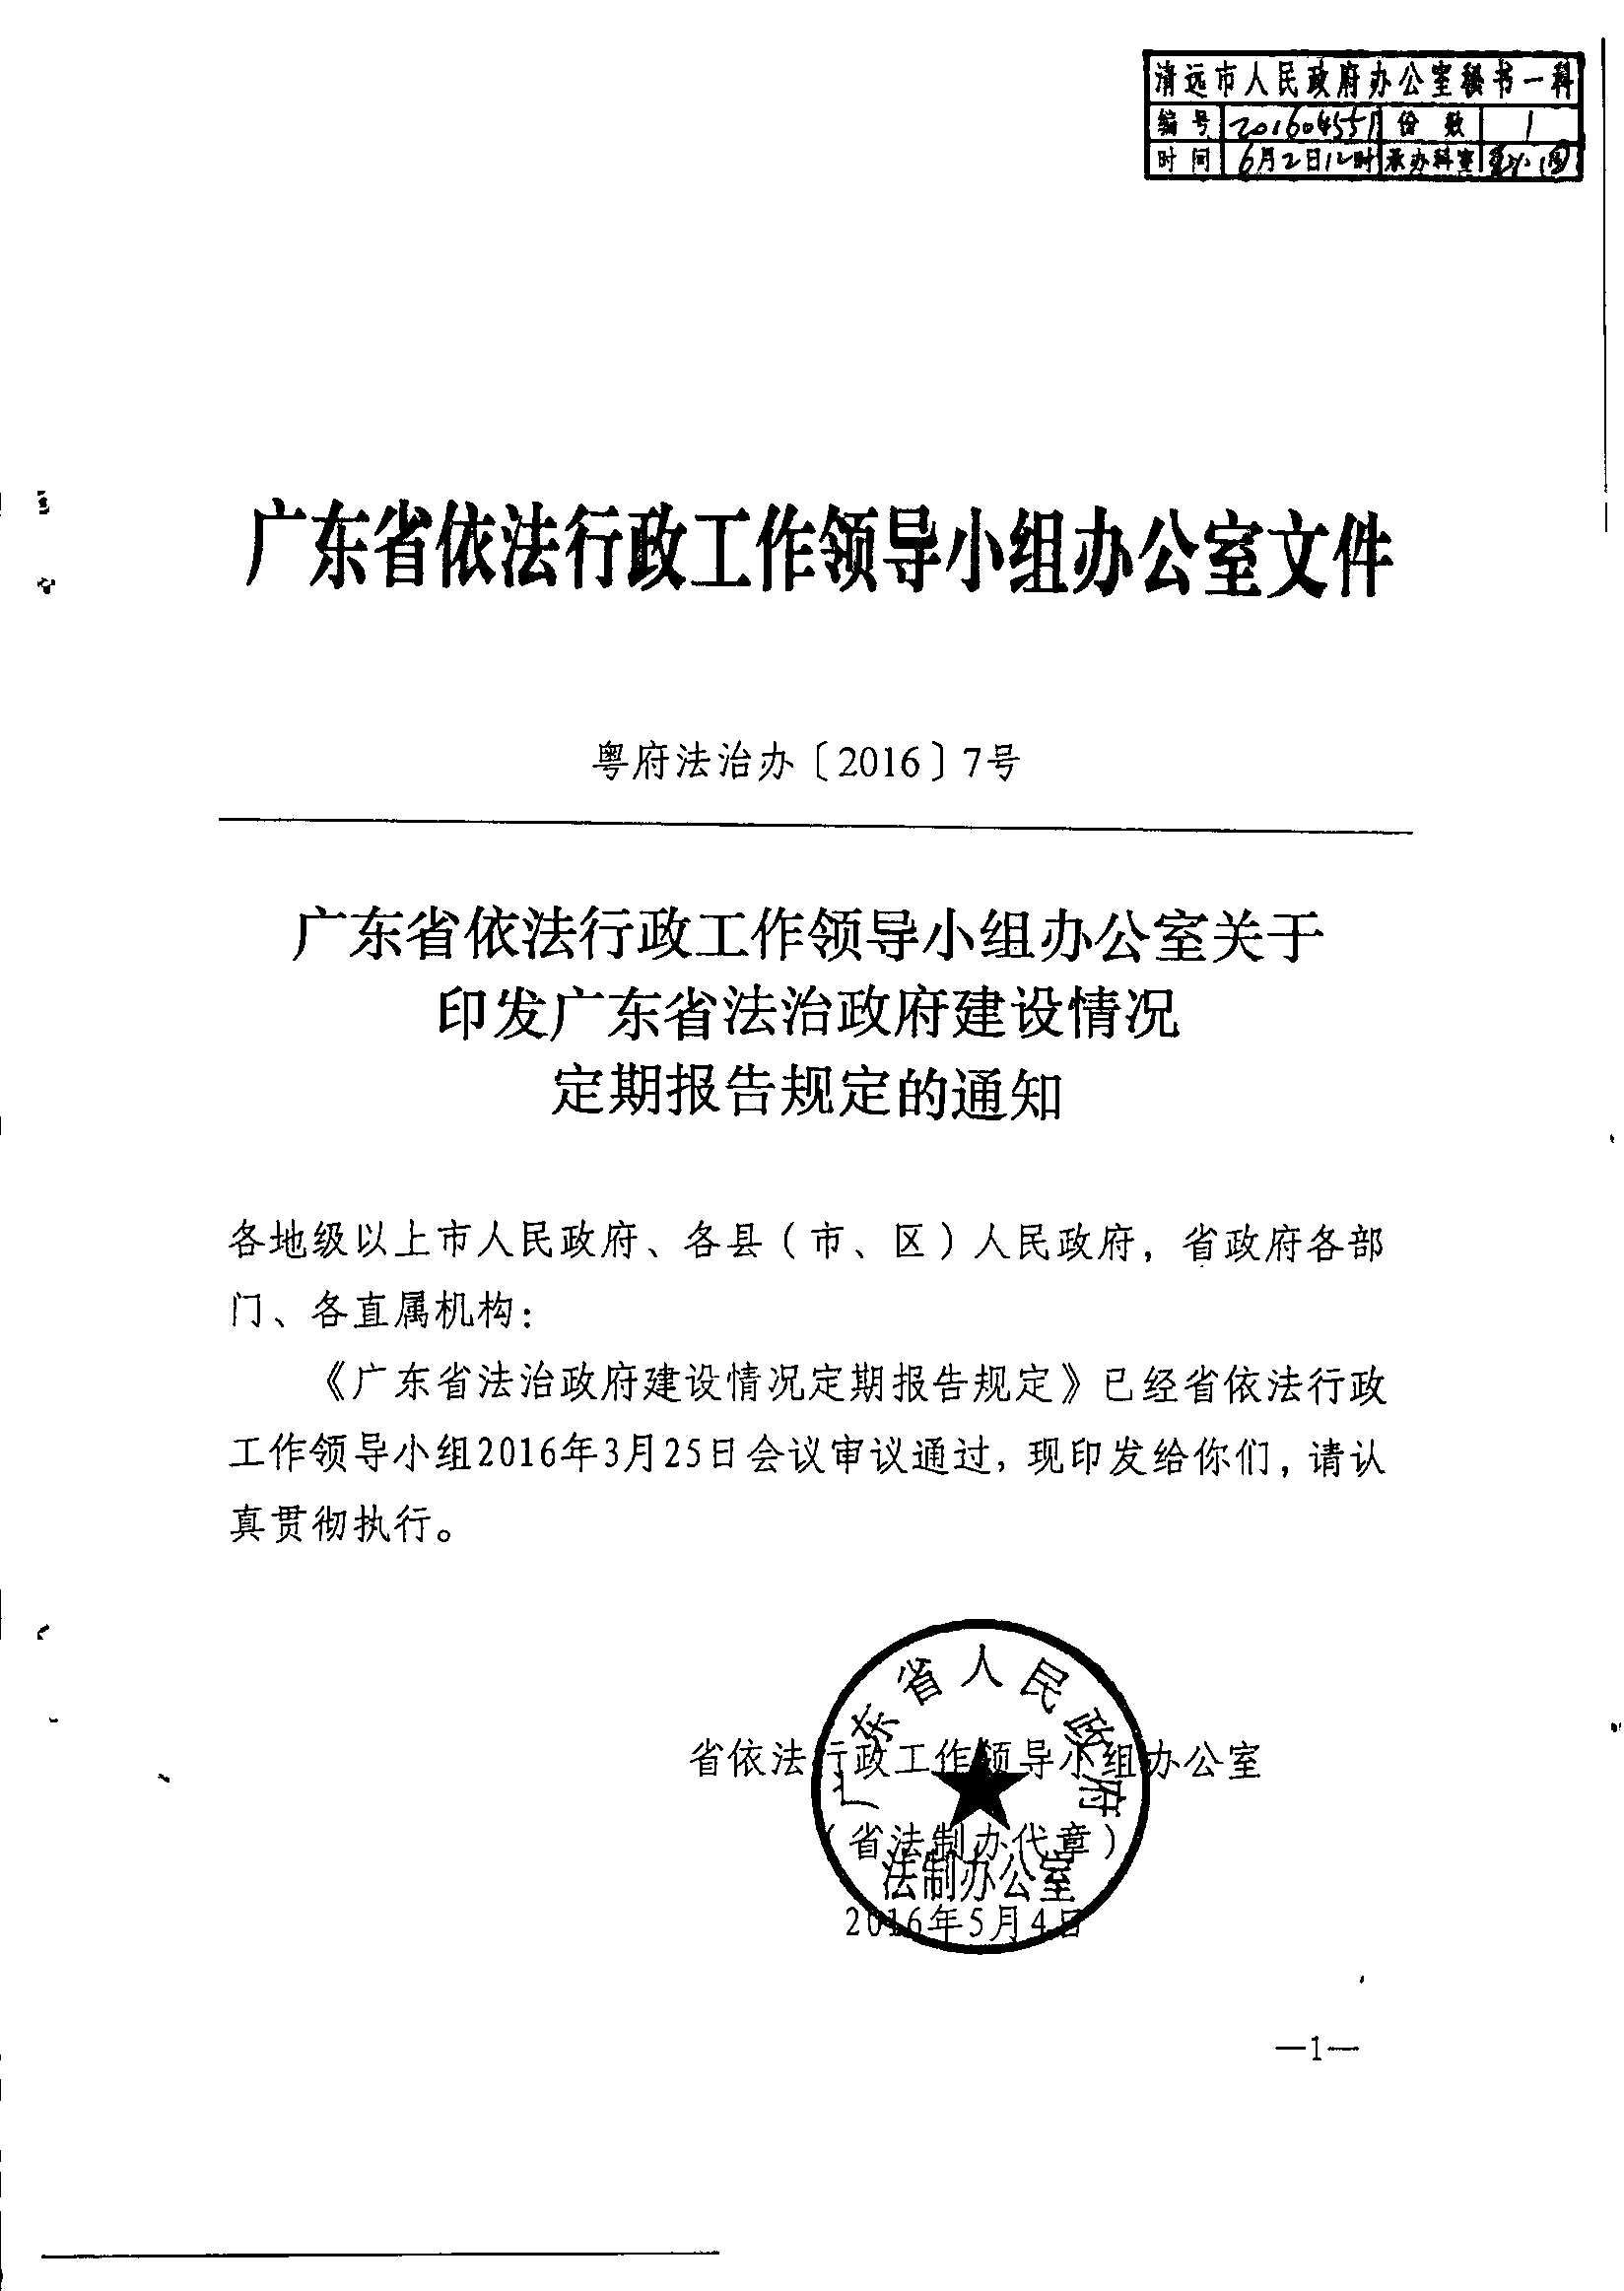 清远市人民政府办公室秘书一科
编号 份数 1
时间 6月2日12时 承办科室
广东省依法行政工作领导小组办公室文件
粤府法治办〔2016〕7号
广东省依法行政工作领导小组办公室关于
印发广东省法治政府建设情况
定期报告规定的通知
各地级以上市人民政府、各县（市、区）人民政府，省政府各部
门、各直属机构：
《广东省法治政府建设情况定期报告规定》已经省依法行政
工作领导小组2016年3月25日会议审议通过，现印发给你们，请认
真贯彻执行。
广东省人民政府
省依法行政工作领导小组办公室
（省法制办代章）
法制办公室
2016年5月4日
—1—